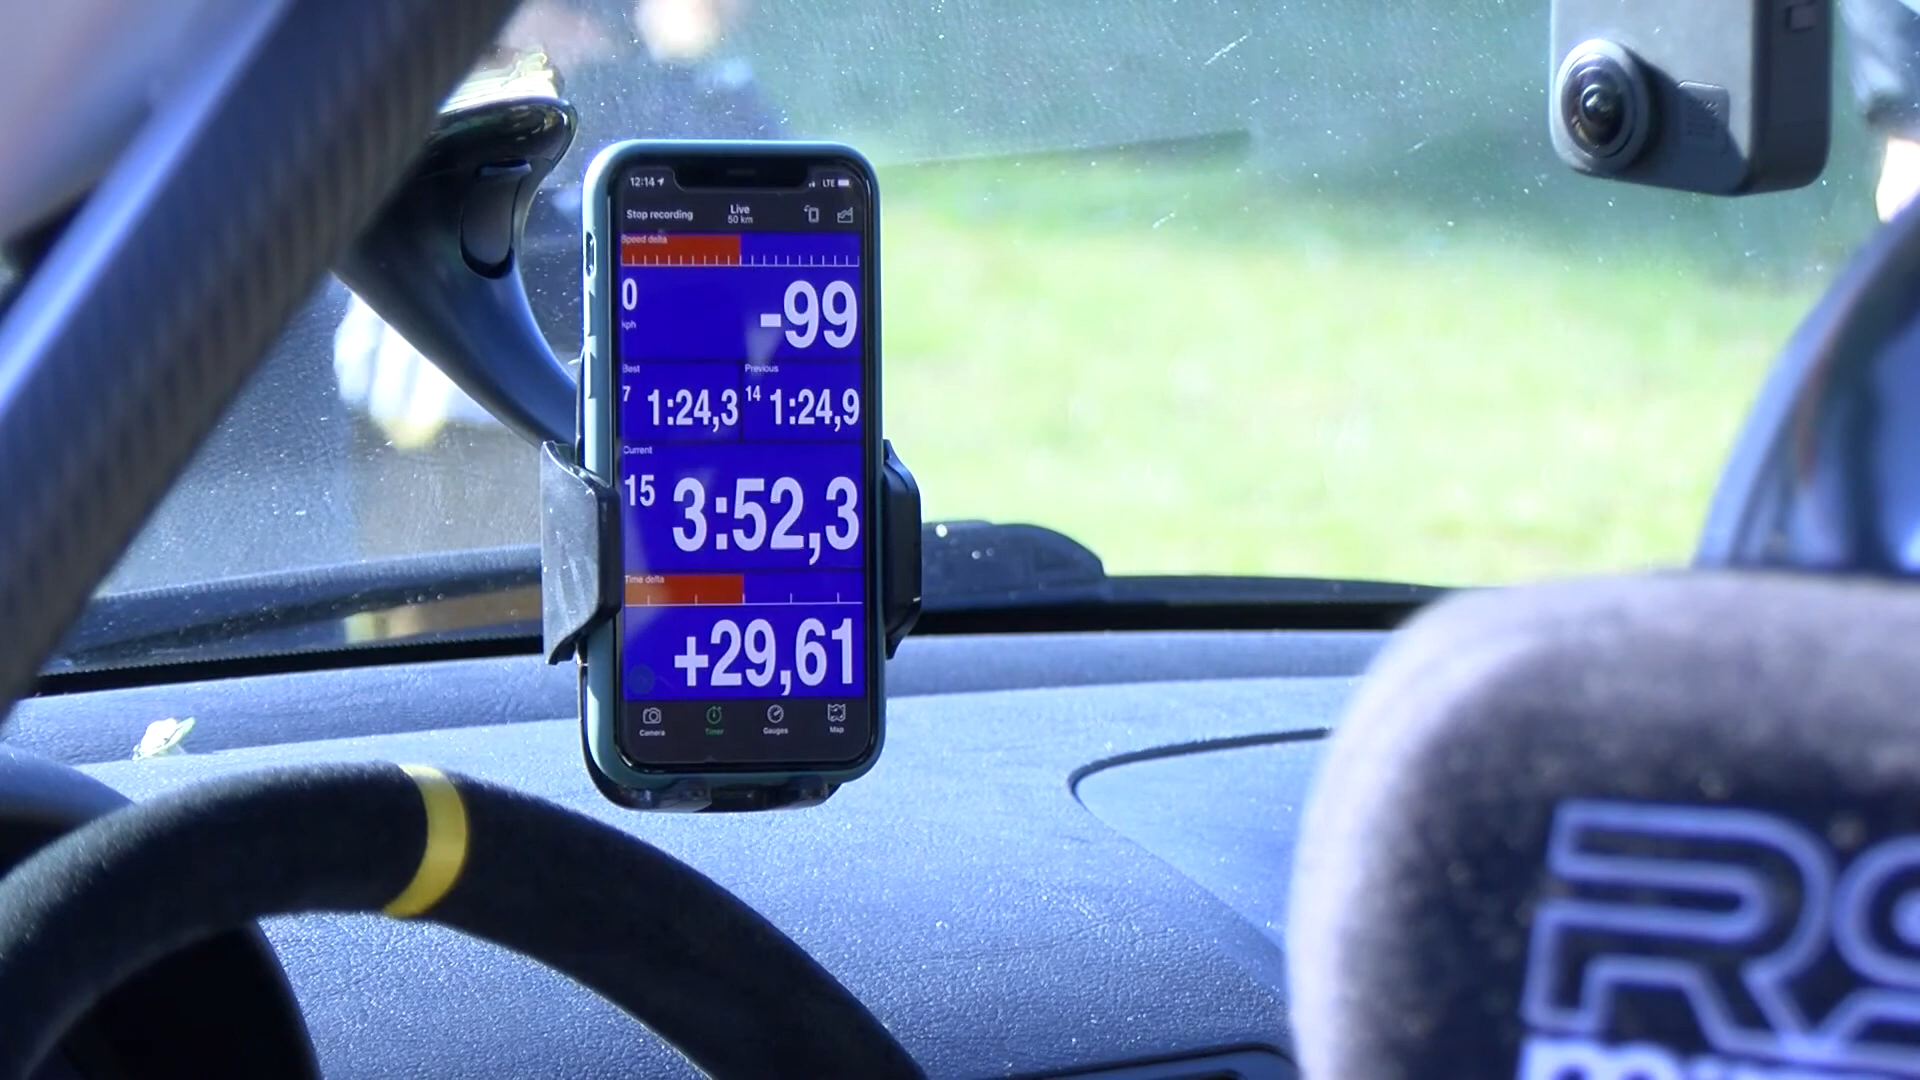 12:14 LTE
Stop recording Live
50 km
Speed delta
0 -99
kph
Best Previous
7 1:24,3 14 1:24,9
Current
15 3:52,3
Time delta
+29,61
Camera Timer Gauges Map